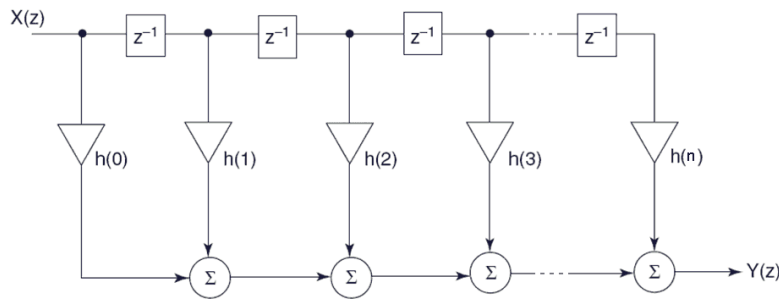 X(z)
z⁻¹ z⁻¹ z⁻¹ z⁻¹
h(0) h(1) h(2) h(3) h(n)
Σ Σ Σ Σ Y(z)